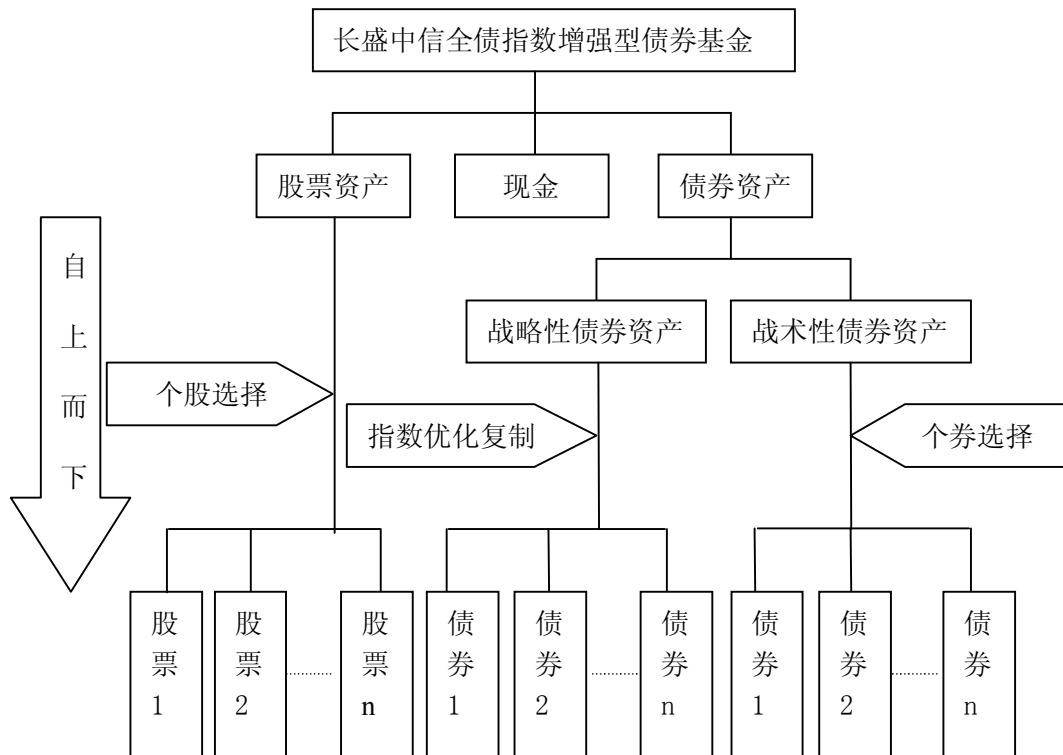 长盛中信全债指数增强型债券基金
股票资产
现金
债券资产
自上而下
战略性债券资产
战术性债券资产
个股选择
指数优化复制
个券选择
股票1
股票2
………
股票n
债券1
债券2
………
债券n
债券1
债券2
………
债券n